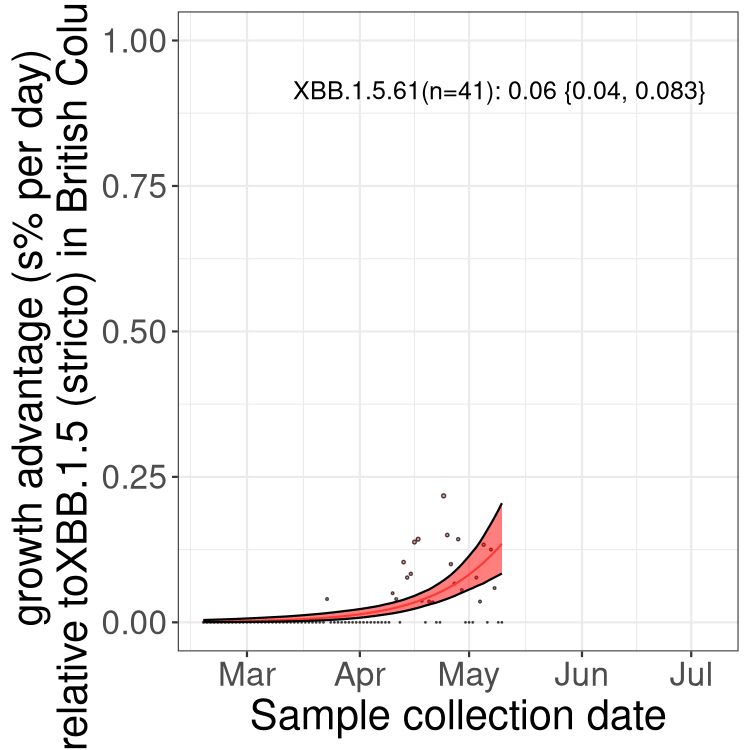 growth advantage (s% per day)
relative toXBB.1.5 (stricto) in British Colu
1.00
0.75
0.50
0.25
0.00
XBB.1.5.61(n=41): 0.06 {0.04, 0.083}
Mar Apr May Jun Jul
Sample collection date